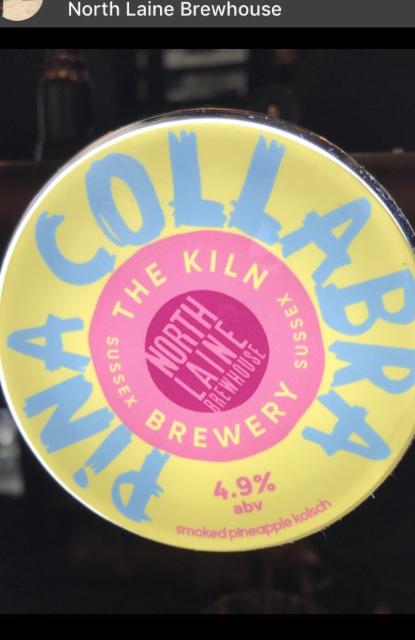 North Laine Brewhouse
PiNA COLLABRA
THE KILN
SUSSEX
SUSSEX
BREWERY
NORTH
LAINE
BREWHOUSE
4.9%
abv
smoked pineapple kolsch